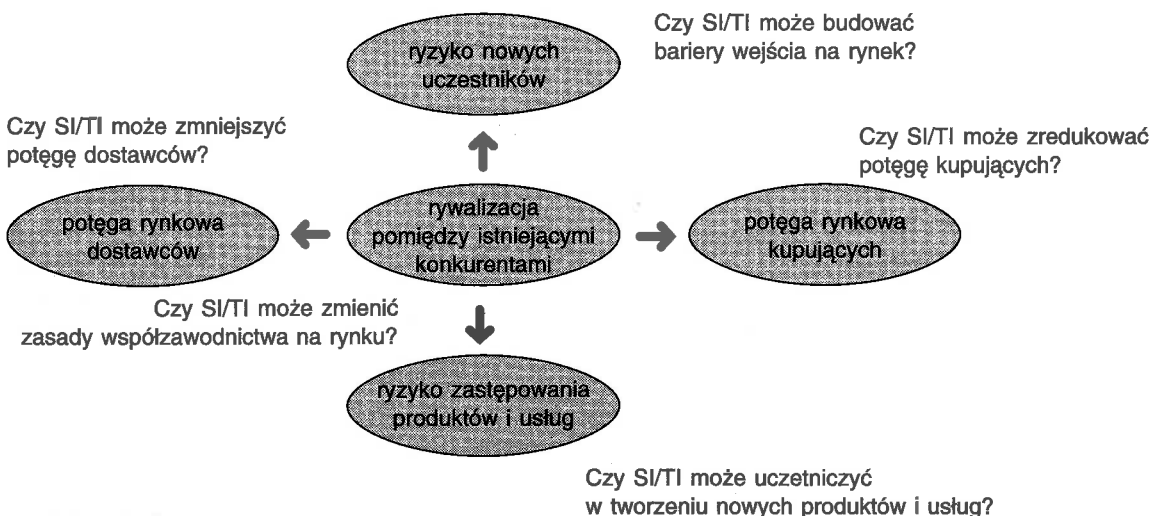 Czy SI/TI może budować
bariery wejścia na rynek?
ryzyko nowych
uczestników
Czy SI/TI może zmniejszyć
potęgę dostawców?
Czy SI/TI może zredukować
potęgę kupujących?
potęga rynkowa
dostawców
rywalizacja
pomiędzy istniejącymi
konkurentami
potęga rynkowa
kupujących
Czy SI/TI może zmienić
zasady współzawodnictwa na rynku?
ryzyko zastępowania
produktów i usług
Czy SI/TI może uczetniczyć
w tworzeniu nowych produktów i usług?